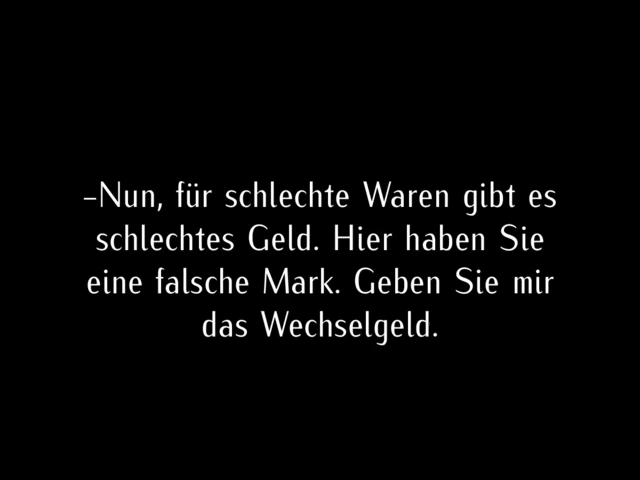 –Nun, für schlechte Waren gibt es
schlechtes Geld. Hier haben Sie
eine falsche Mark. Geben Sie mir
das Wechselgeld.